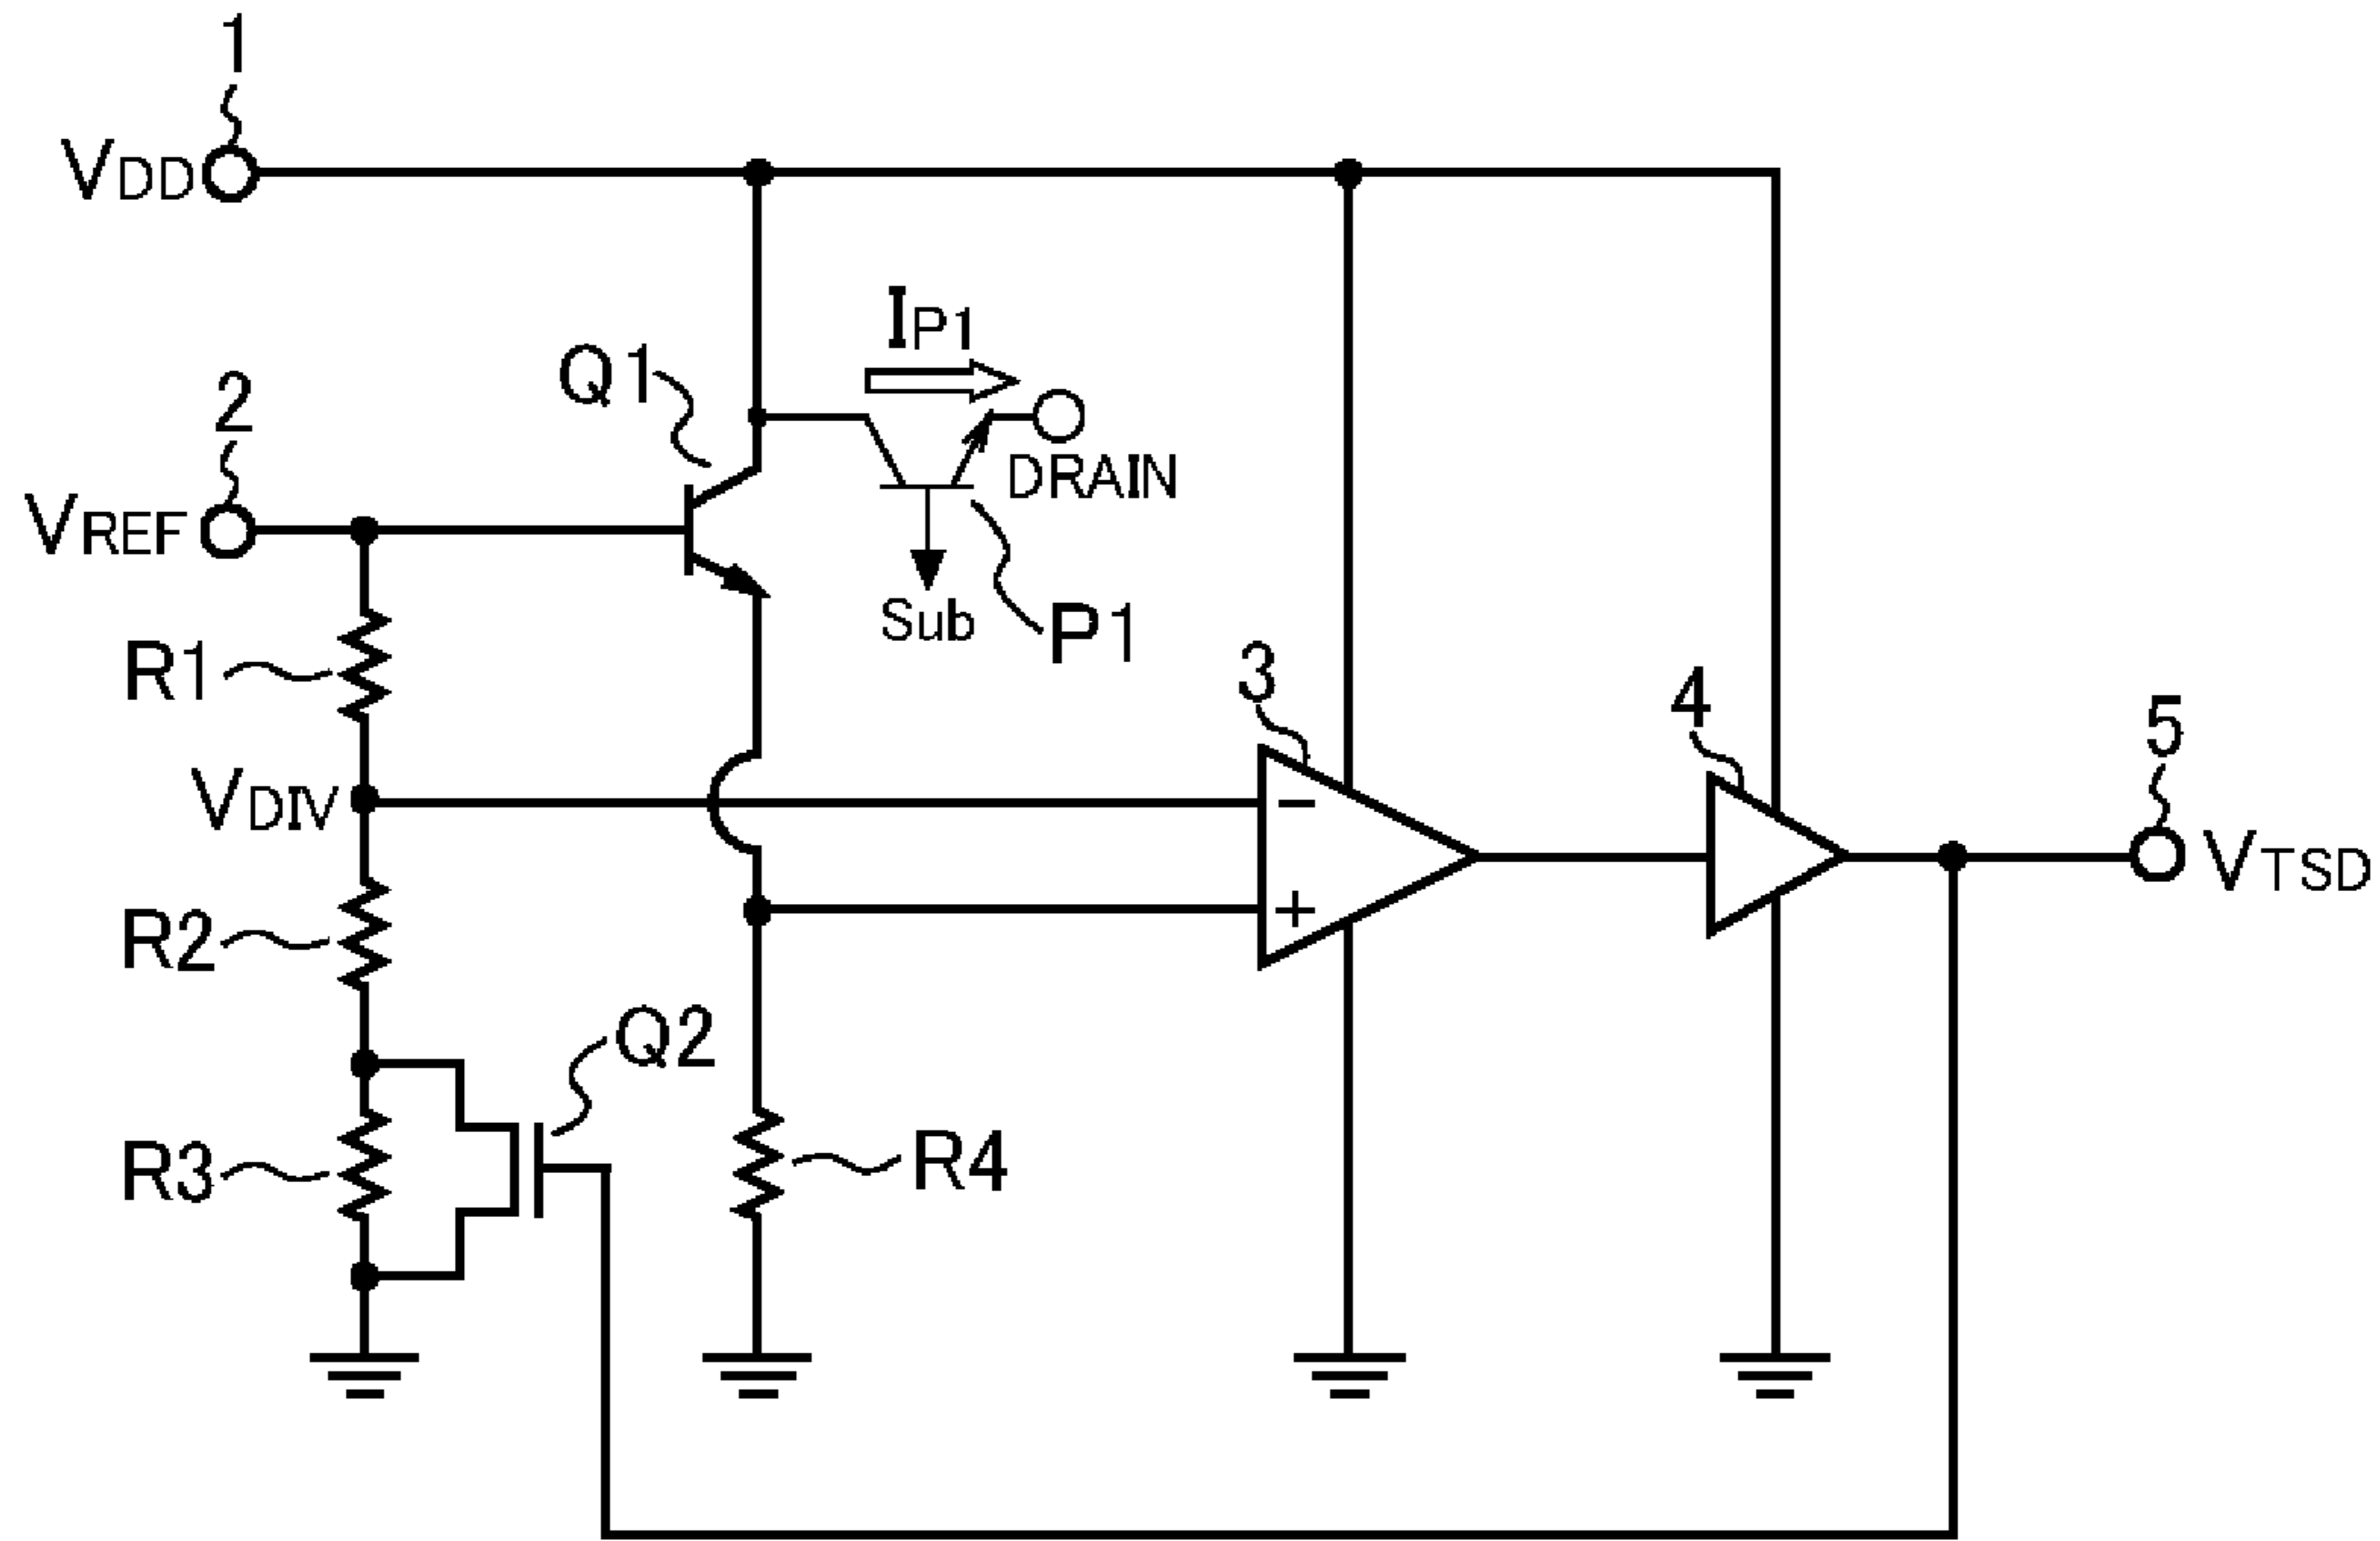 1
VDD
IP1
Q1
2
DRAIN
VREF
Sub
P1
R1
3
4
5
VDIV
−
VTSD
R2
+
Q2
R3
R4